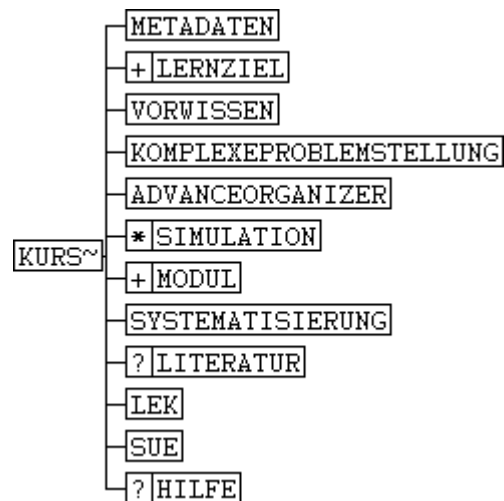 METADATEN
+ LERNZIEL
VORWISSEN
KOMPLEXEPROBLEMSTELLUNG
ADVANCEORGANIZER
* SIMULATION
KURS~
+ MODUL
SYSTEMATISIERUNG
? LITERATUR
LEK
SUE
? HILFE